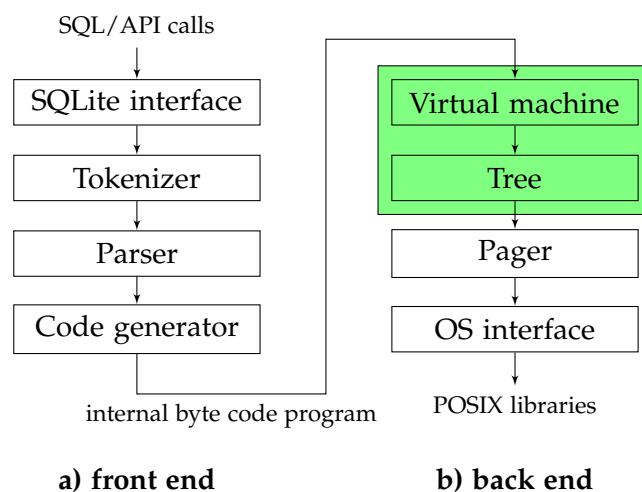 SQL/API calls
SQLite interface
Tokenizer
Parser
Code generator
internal byte code program
a) front end
Virtual machine
Tree
Pager
OS interface
POSIX libraries
b) back end